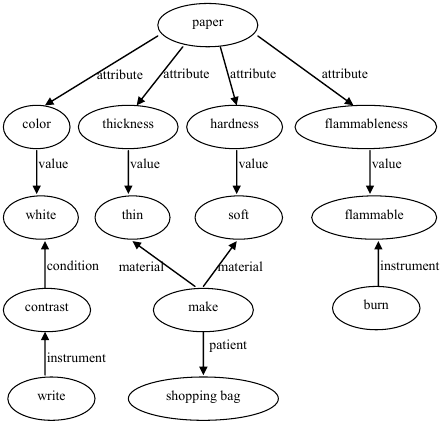 paper
attribute attribute attribute attribute
color thickness hardness flammableness
value value value value
white thin soft flammable
condition material material instrument
contrast make burn
instrument patient
write shopping bag